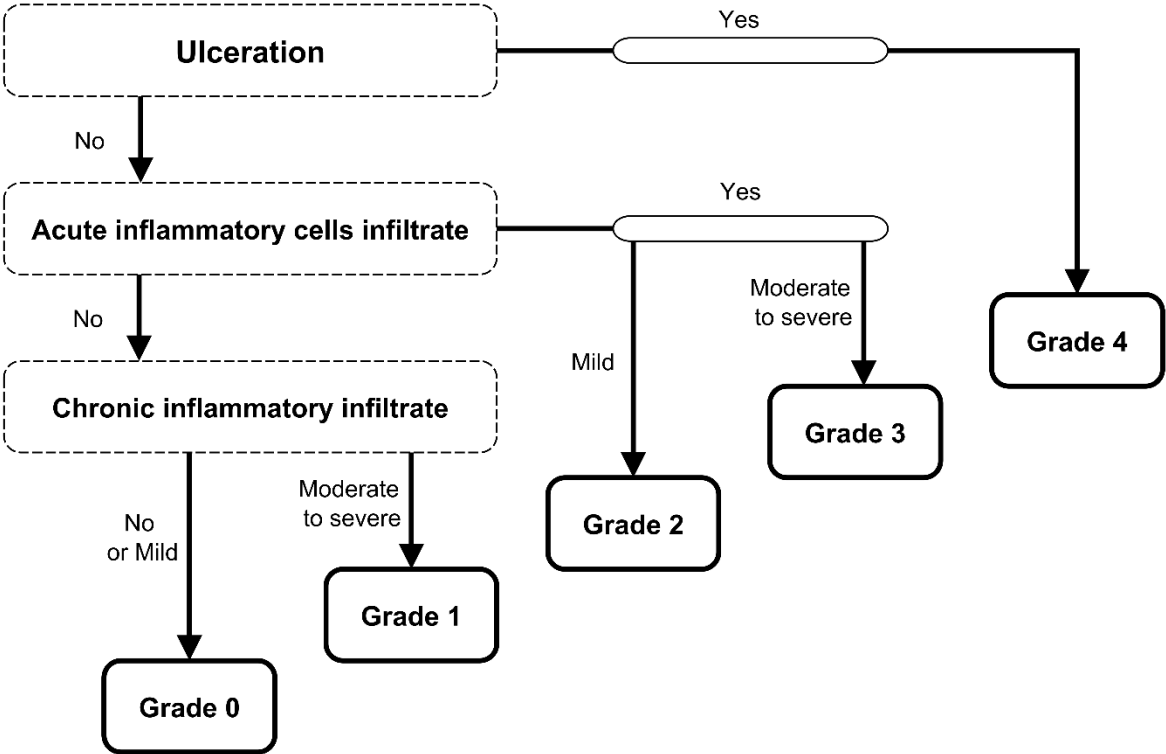 Yes
Ulceration
No
Yes
Acute inflammatory cells infiltrate
Moderate
to severe
No
Grade 4
Mild
Chronic inflammatory infiltrate
Grade 3
Moderate
to severe
No
or Mild
Grade 2
Grade 1
Grade 0